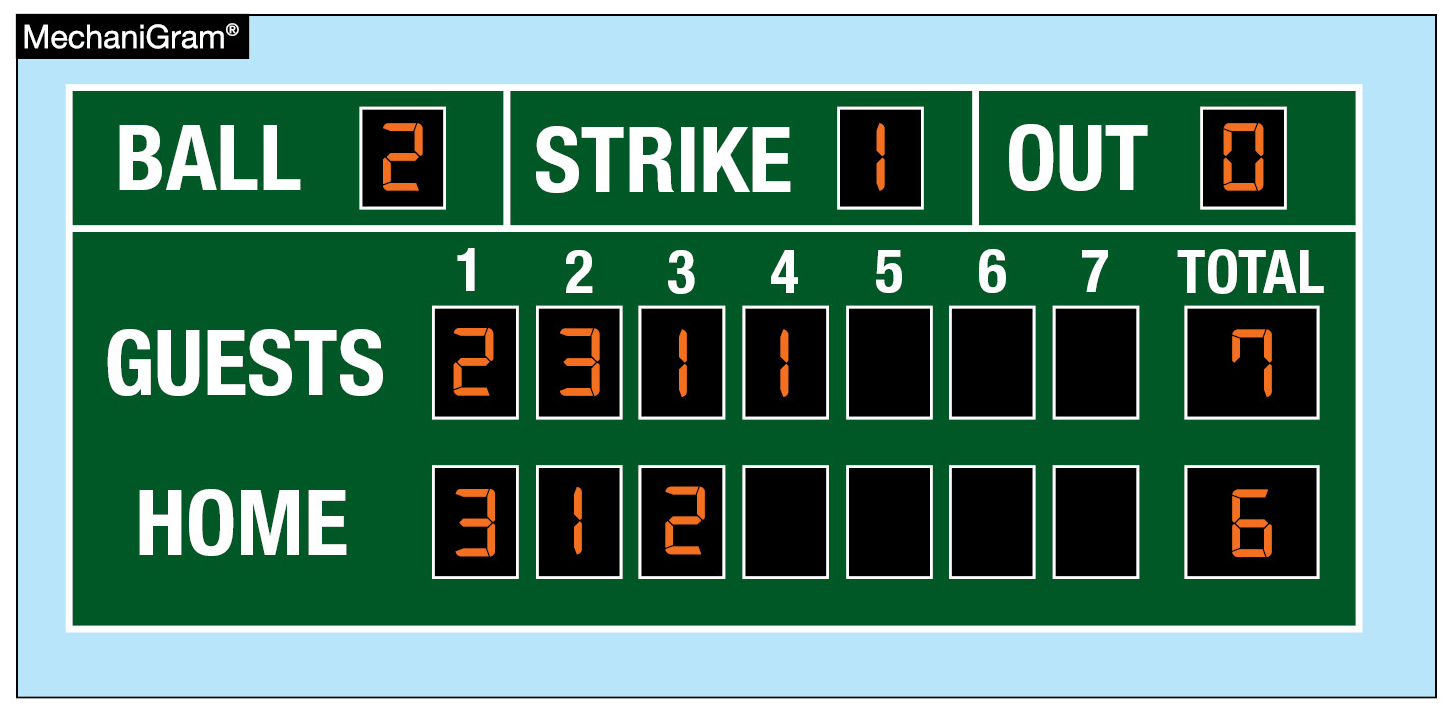 MechaniGram®
BALL 2 STRIKE 1 OUT 0
1 2 3 4 5 6 7 TOTAL
GUESTS 2 3 1 1 7
HOME 3 1 2 6